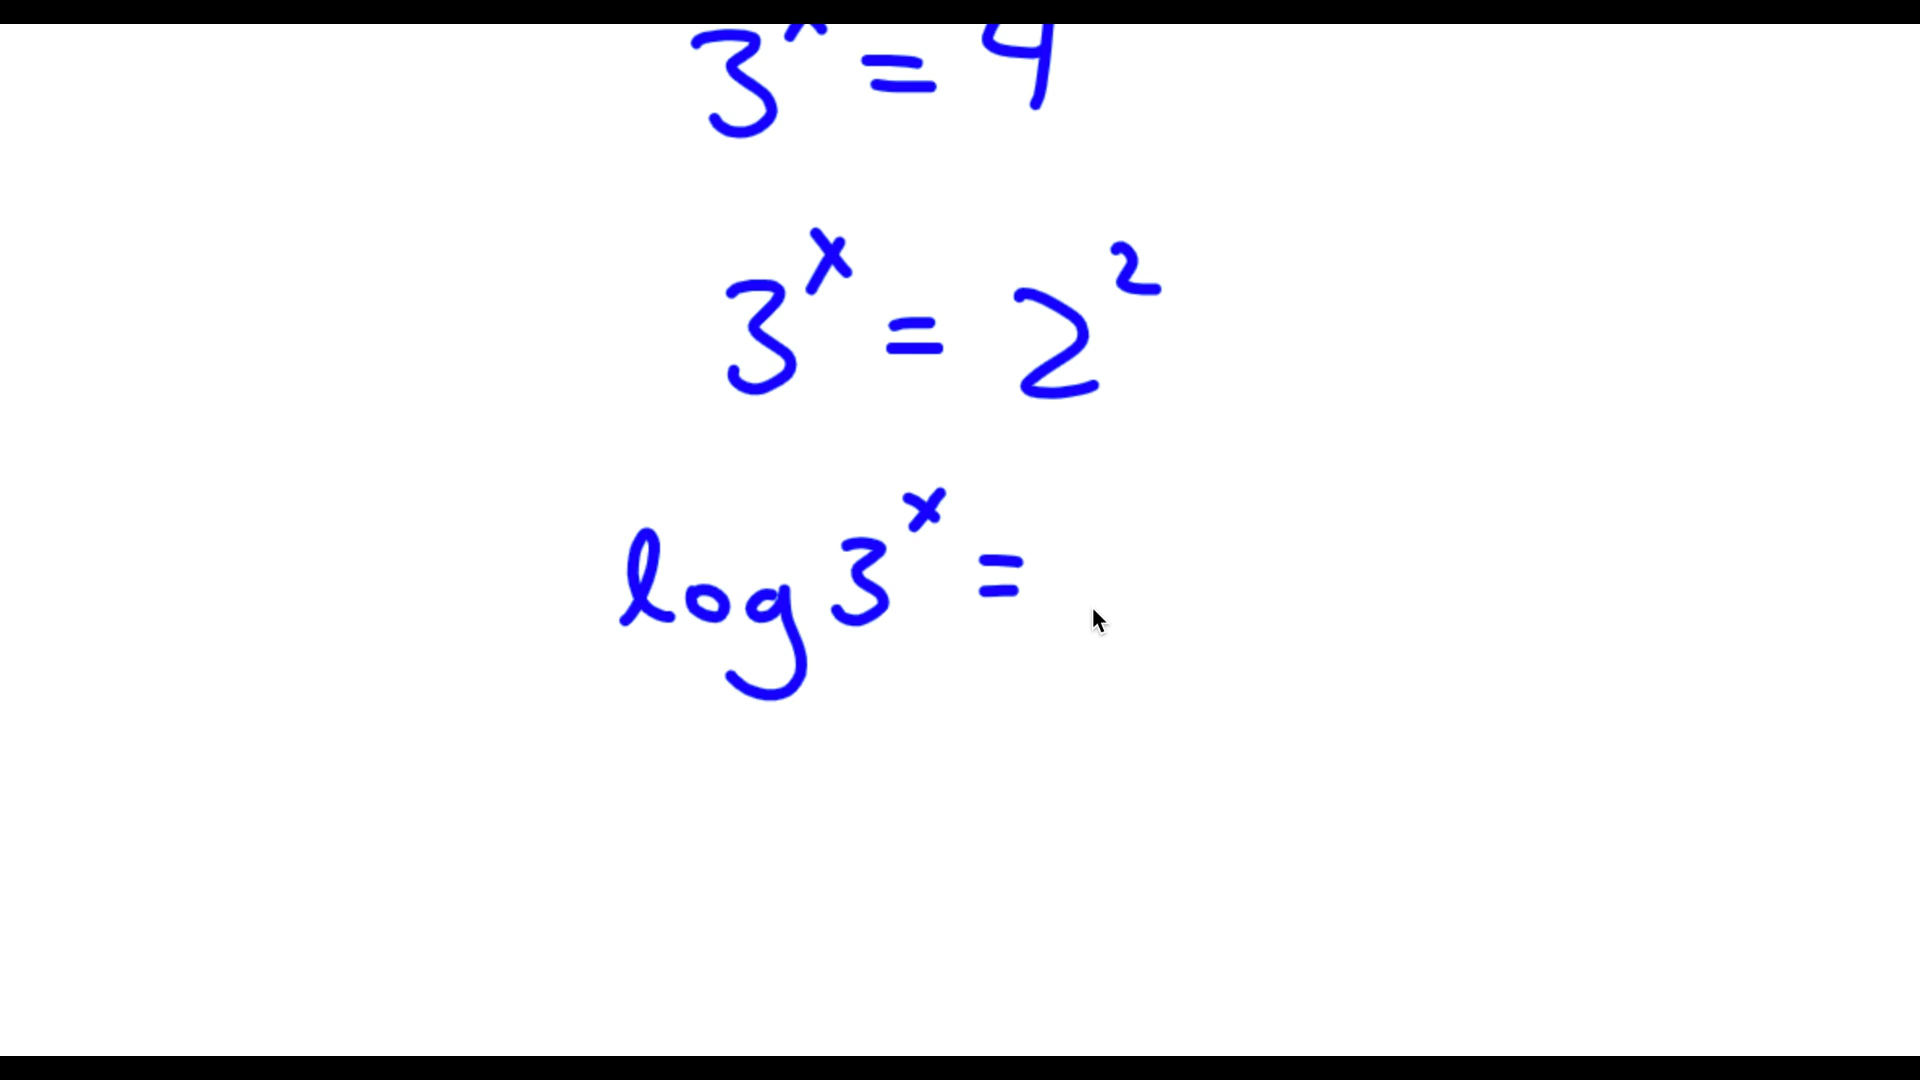 3^x = 4
3^x = 2^2
log 3^x =